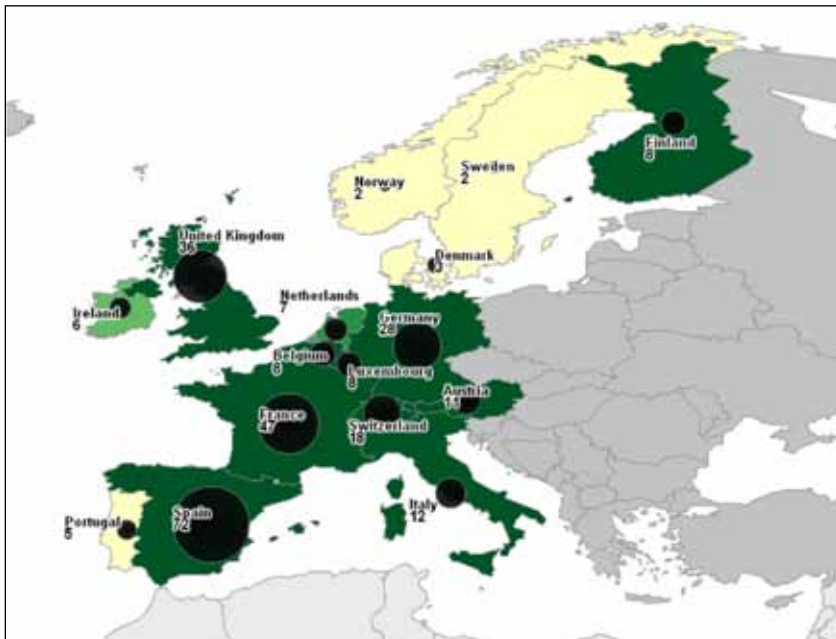 Finland
8
Norway
2
Sweden
2
United Kingdom
36
Denmark
3
Netherlands
7
Ireland
6
Germany
28
Belgium
8
Luxembourg
8
Austria
11
France
47
Switzerland
18
Italy
12
Portugal
5
Spain
72